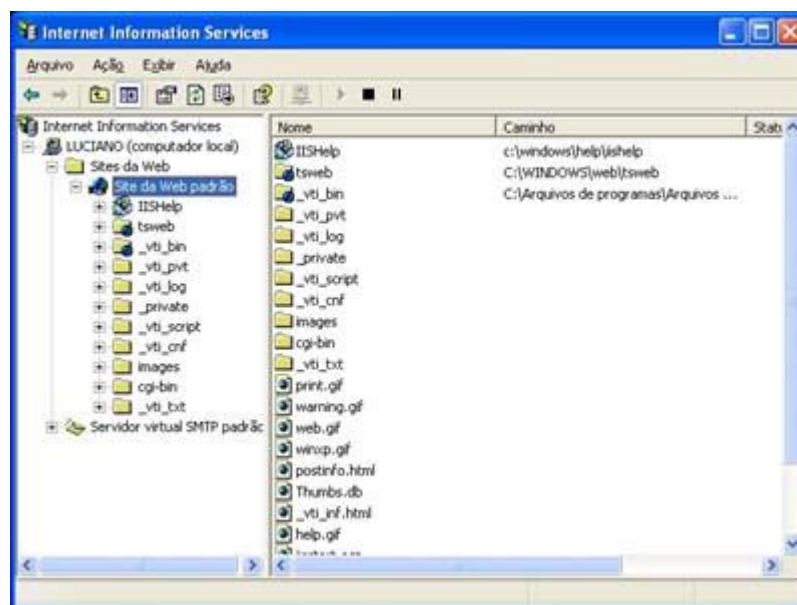 Internet Information Services
Arquivo Ação Exibir Ajuda
Internet Information Services
LUCIANO (computador local)
Sites da Web
Site da Web padrão
IISHelp
tsweb
_vti_bin
_vti_pvt
_vti_log
_private
_vti_script
_vti_cnf
images
cgi-bin
_vti_txt
Servidor virtual SMTP padrão
Nome Caminho Stat
IISHelp c:\windows\help\iishelp
tsweb C:\WINDOWS\web\tsweb
_vti_bin C:\Arquivos de programas\Arquivos ...
_vti_pvt
_vti_log
_private
_vti_script
_vti_cnf
images
cgi-bin
_vti_txt
print.gif
warning.gif
web.gif
winxp.gif
postinfo.html
Thumbs.db
_vti_inf.html
help.gif